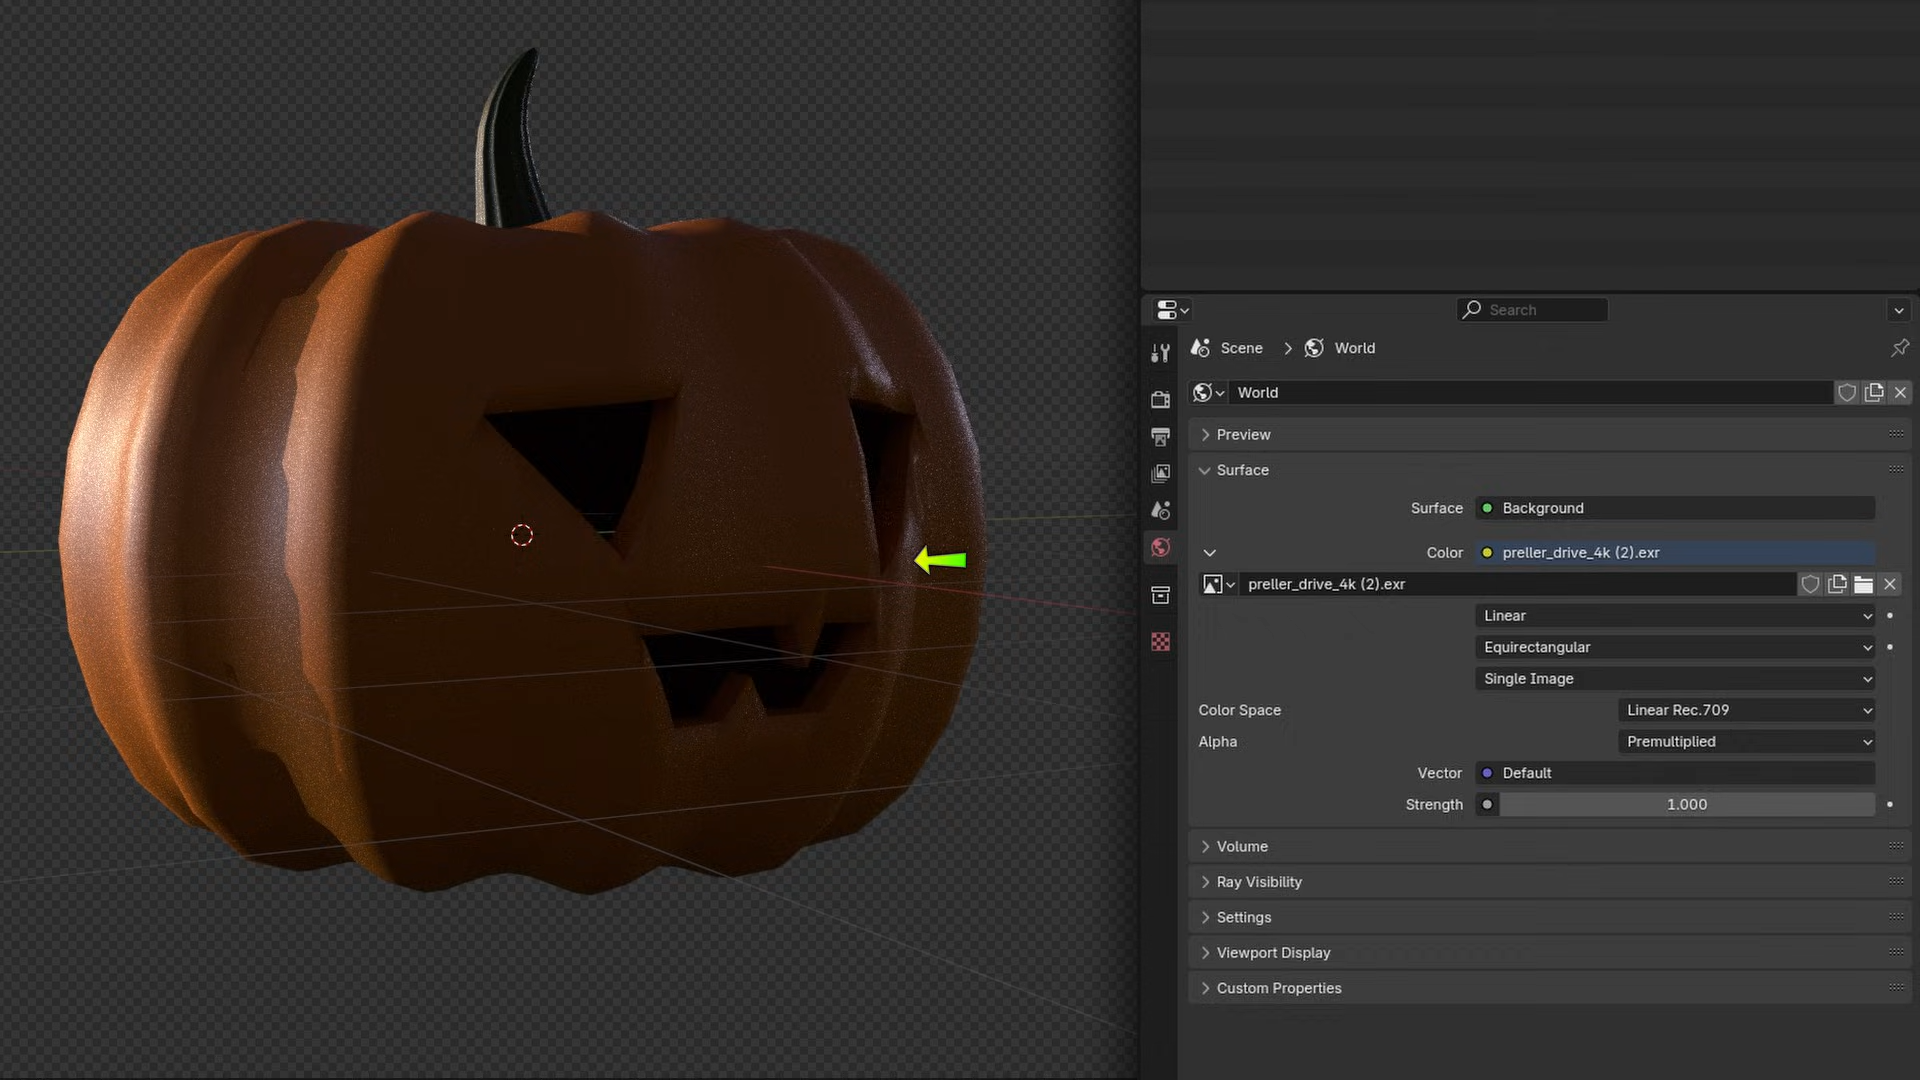 Search
Scene > World
World
Preview
Surface
Surface Background
Color preller_drive_4k (2).exr
preller_drive_4k (2).exr
Linear
Equirectangular
Single Image
Color Space Linear Rec.709
Alpha Premultiplied
Vector Default
Strength 1.000
Volume
Ray Visibility
Settings
Viewport Display
Custom Properties